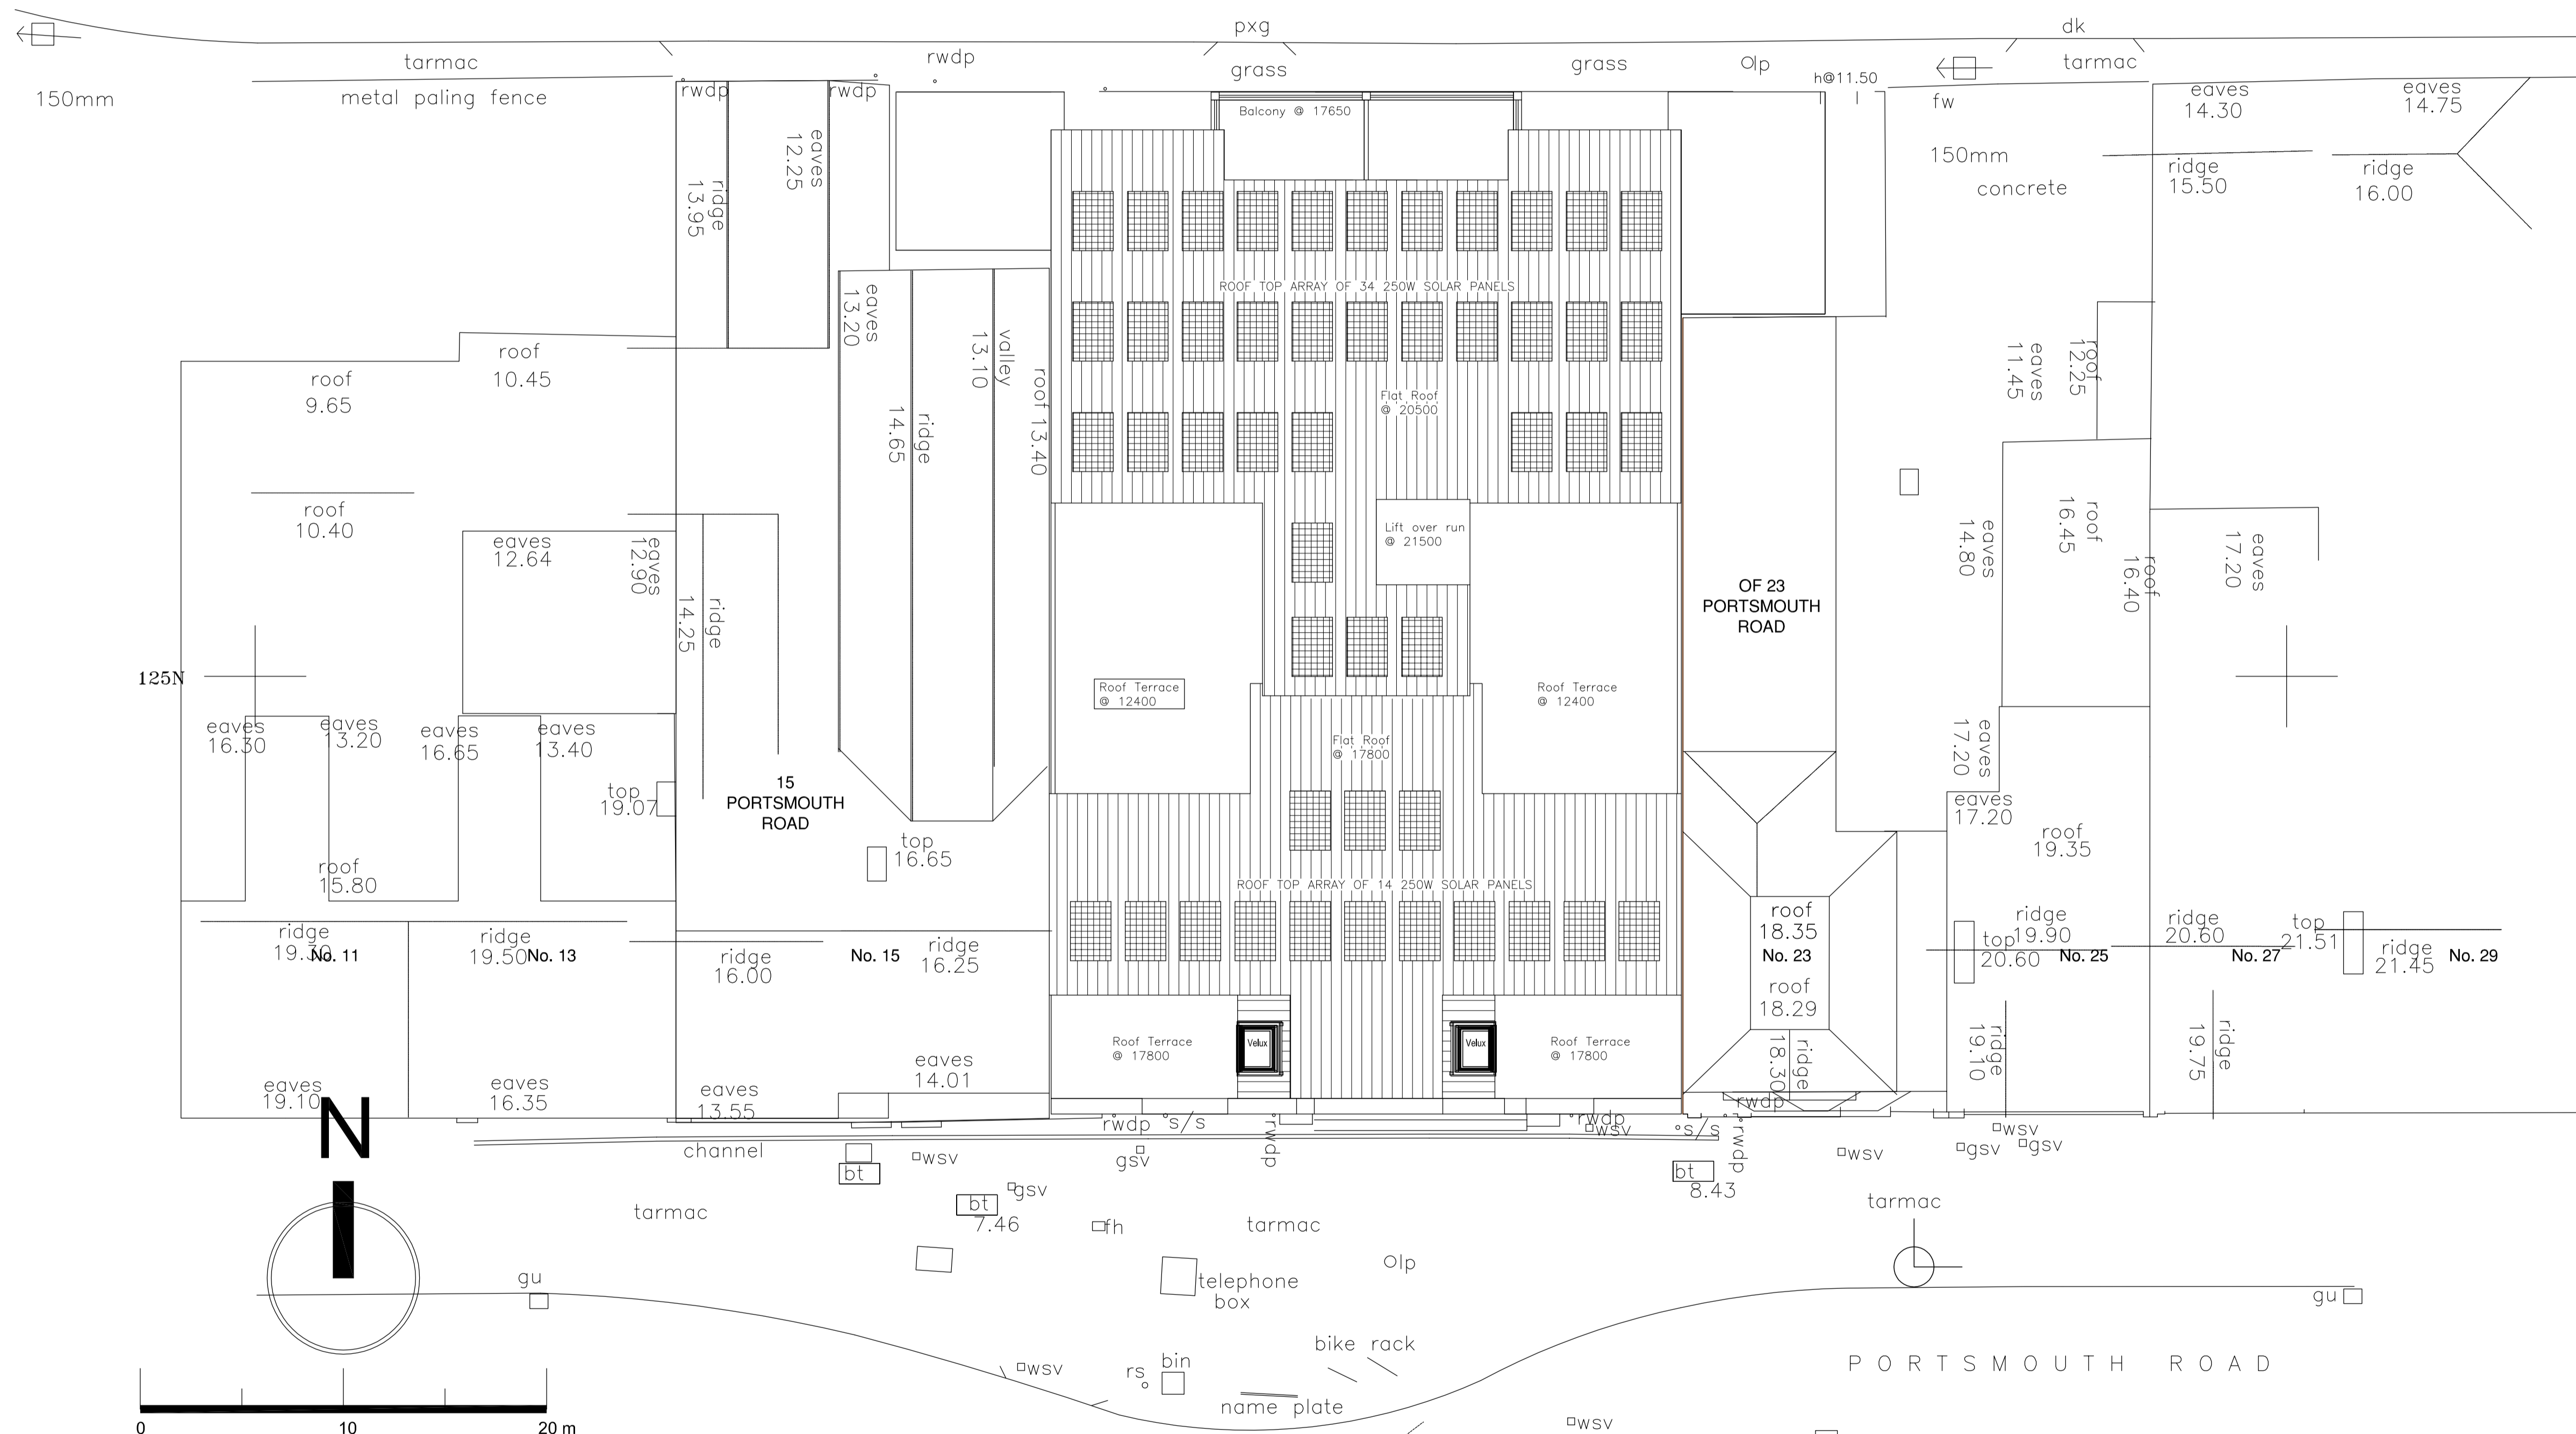 pxg
dk
tarmac
rwdp
grass
grass
lp
h@11.50
tarmac
150mm
metal paling fence
rwdp
rwdp
Balcony @ 17650
fw
eaves
14.30
eaves
14.75
eaves
12.25
ridge
13.95
150mm
concrete
ridge
15.50
ridge
16.00
ROOF TOP ARRAY OF 34 250W SOLAR PANELS
eaves
13.20
valley
13.10
roof
10.45
roof
9.65
roof 13.40
ridge
14.65
Flat Roof
@ 20500
eaves
11.45
roof
12.25
roof
10.40
eaves
12.64
eaves
12.90
Lift over run
@ 21500
eaves
14.80
roof
16.45
roof
16.40
eaves
17.20
ridge
14.25
OF 23
PORTSMOUTH
ROAD
125N
Roof Terrace
@ 12400
Roof Terrace
@ 12400
eaves
16.30
eaves
13.20
eaves
16.65
eaves
13.40
Flat Roof
@ 17800
eaves
17.20
top
19.07
15
PORTSMOUTH
ROAD
eaves
17.20
top
16.65
roof
19.35
roof
15.80
ROOF TOP ARRAY OF 14 250W SOLAR PANELS
ridge
19.30
No. 11
ridge
19.50
No. 13
ridge
16.00
No. 15
ridge
16.25
roof
18.35
No. 23
roof
18.29
top
20.60
ridge
19.90
No. 25
ridge
20.60
No. 27
top
21.51
ridge
21.45
No. 29
Roof Terrace
@ 17800
Velux
Velux
Roof Terrace
@ 17800
ridge
18.30
ridge
19.10
ridge
19.75
eaves
19.10
eaves
16.35
eaves
13.55
eaves
14.01
N
rwdp
rwdp
s/s
rwdp
rwdp
wsv
s/s
rwdp
wsv
channel
bt
wsv
gsv
bt
8.43
wsv
gsv
gsv
gsv
bt
7.46
fh
tarmac
tarmac
tarmac
lp
gu
telephone
box
gu
bike rack
PORTSMOUTH ROAD
wsv
rs
bin
name plate
wsv
0
10
20 m